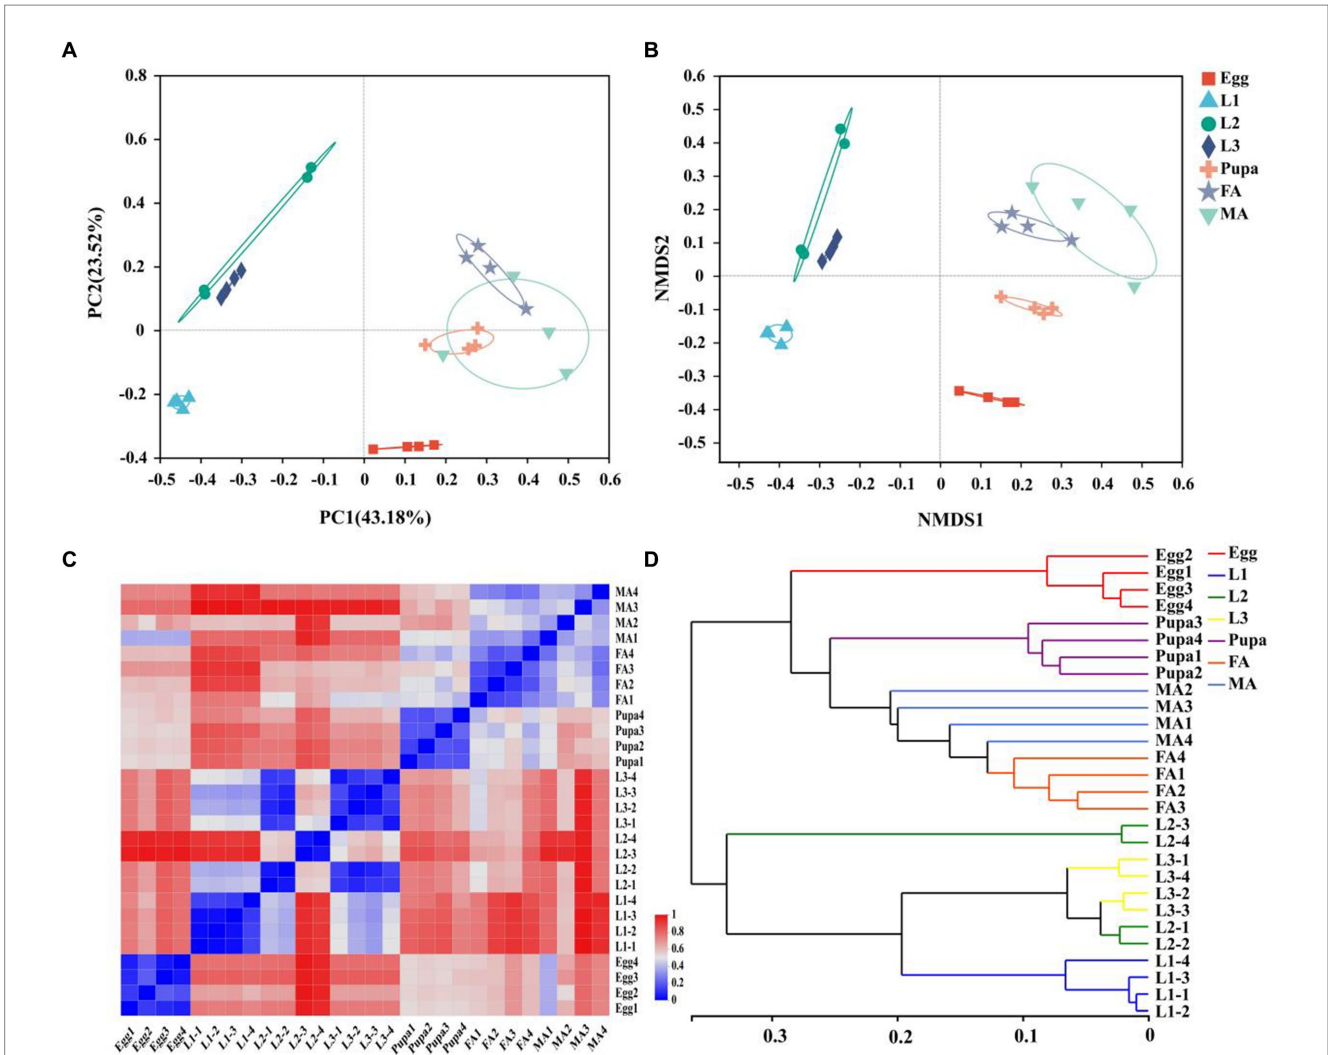 A
0.8
0.6
0.4
0.2
0
-0.2
-0.4
PC2(23.52%)
-0.5 -0.4 -0.3 -0.2 -0.1 0 0.1 0.2 0.3 0.4 0.5 0.6
PC1(43.18%)
B
0.6
0.5
0.4
0.3
0.2
0.1
0
-0.1
-0.2
-0.3
-0.4
-0.5
NMDS2
-0.5 -0.4 -0.3 -0.2 -0.1 0 0.1 0.2 0.3 0.4 0.5 0.6
NMDS1
Egg
L1
L2
L3
Pupa
FA
MA
C
MA4
MA3
MA2
MA1
FA4
FA3
FA2
FA1
Pupa4
Pupa3
Pupa2
Pupa1
L3-4
L3-3
L3-2
L3-1
L2-4
L2-3
L2-2
L2-1
L1-4
L1-3
L1-2
L1-1
Egg4
Egg3
Egg2
Egg1
Egg1 Egg2 Egg3 Egg4 L1-1 L1-2 L1-3 L1-4 L2-1 L2-2 L2-3 L2-4 L3-1 L3-2 L3-3 L3-4 Pupa1 Pupa2 Pupa3 Pupa4 FA1 FA2 FA3 FA4 MA1 MA2 MA3 MA4
1
0.8
0.6
0.4
0.2
0
D
Egg2
Egg1
Egg3
Egg4
Pupa3
Pupa4
Pupa1
Pupa2
MA2
MA3
MA1
MA4
FA4
FA1
FA2
FA3
L2-3
L2-4
L3-1
L3-4
L3-2
L3-3
L2-1
L2-2
L1-4
L1-3
L1-1
L1-2
0.3 0.2 0.1 0
Egg
L1
L2
L3
Pupa
FA
MA